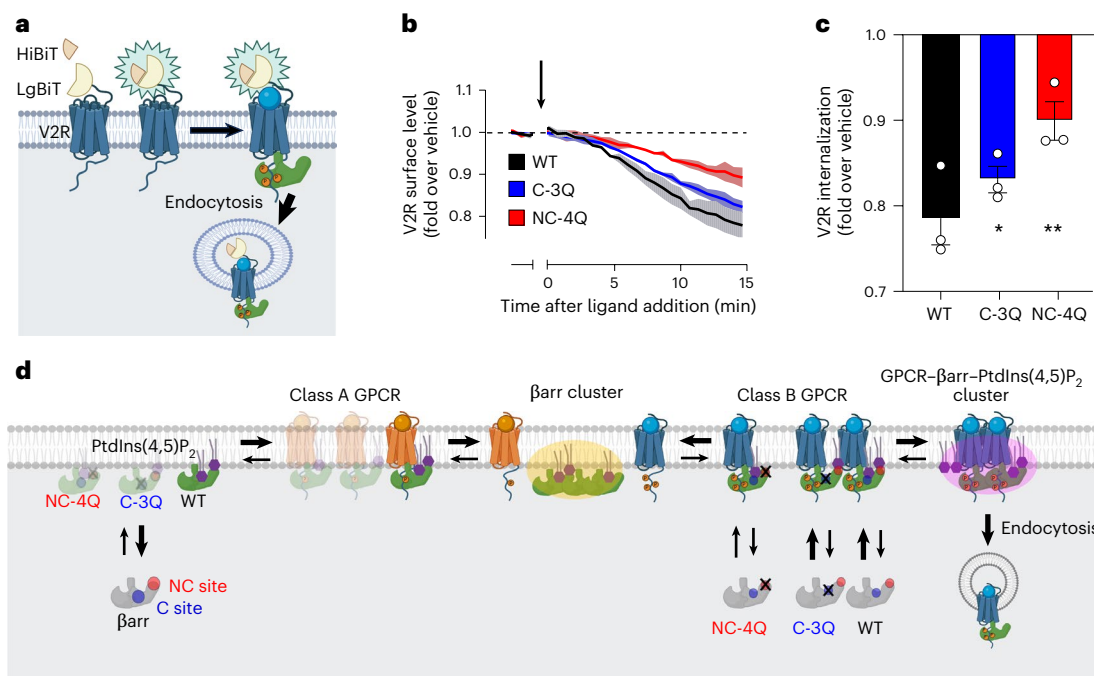 a
HiBiT
LgBiT
V2R
Endocytosis
b
V2R surface level
(fold over vehicle)
1.1
1.0
0.9
0.8
WT
C-3Q
NC-4Q
0 5 10 15
Time after ligand addition (min)
c
V2R internalization
(fold over vehicle)
1.0
0.9
0.8
0.7
* **
WT C-3Q NC-4Q
d
Class A GPCR
βarr cluster
Class B GPCR
GPCR–βarr–PtdIns(4,5)P2
cluster
PtdIns(4,5)P2
NC-4Q C-3Q WT
NC site
C site
βarr
NC-4Q C-3Q WT
Endocytosis